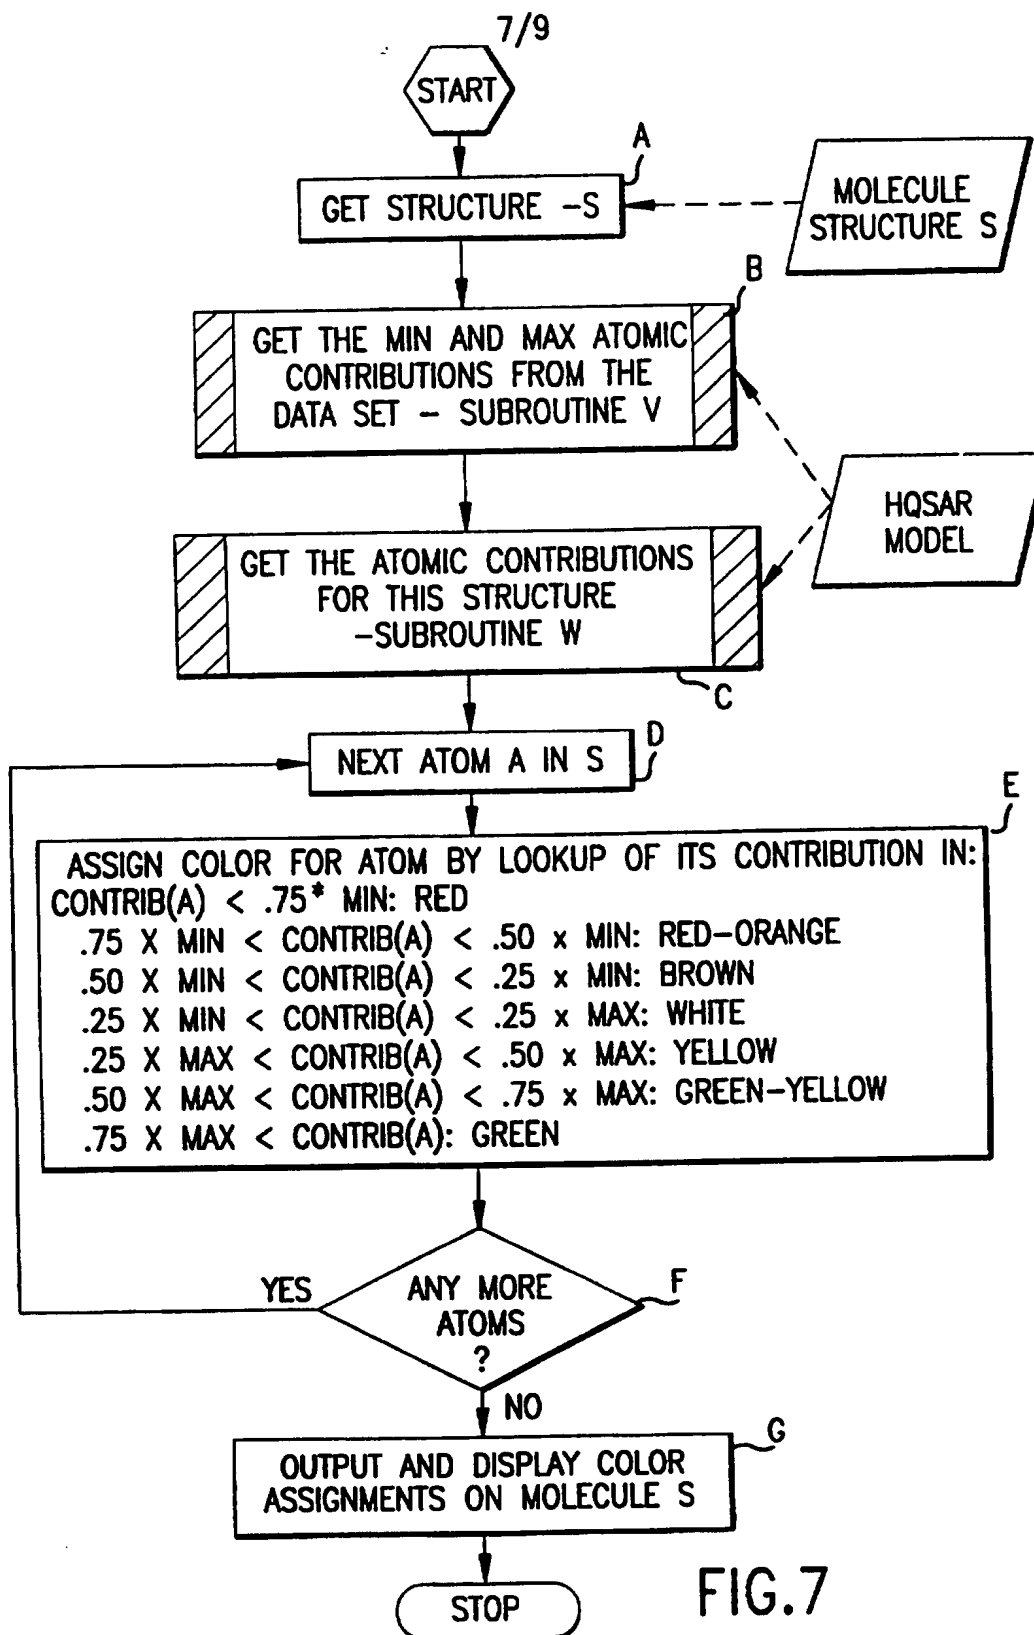 7/9
START
A
GET STRUCTURE -S
MOLECULE
STRUCTURE S
B
GET THE MIN AND MAX ATOMIC
CONTRIBUTIONS FROM THE
DATA SET - SUBROUTINE V
HQSAR
MODEL
GET THE ATOMIC CONTRIBUTIONS
FOR THIS STRUCTURE
-SUBROUTINE W
C
NEXT ATOM A IN S
D
E
ASSIGN COLOR FOR ATOM BY LOOKUP OF ITS CONTRIBUTION IN:
CONTRIB(A) < .75* MIN: RED
.75 X MIN < CONTRIB(A) < .50 x MIN: RED-ORANGE
.50 X MIN < CONTRIB(A) < .25 x MIN: BROWN
.25 X MIN < CONTRIB(A) < .25 x MAX: WHITE
.25 X MAX < CONTRIB(A) < .50 x MAX: YELLOW
.50 X MAX < CONTRIB(A) < .75 x MAX: GREEN-YELLOW
.75 X MAX < CONTRIB(A): GREEN
YES
ANY MORE
ATOMS
?
F
NO
G
OUTPUT AND DISPLAY COLOR
ASSIGNMENTS ON MOLECULE S
STOP
FIG.7